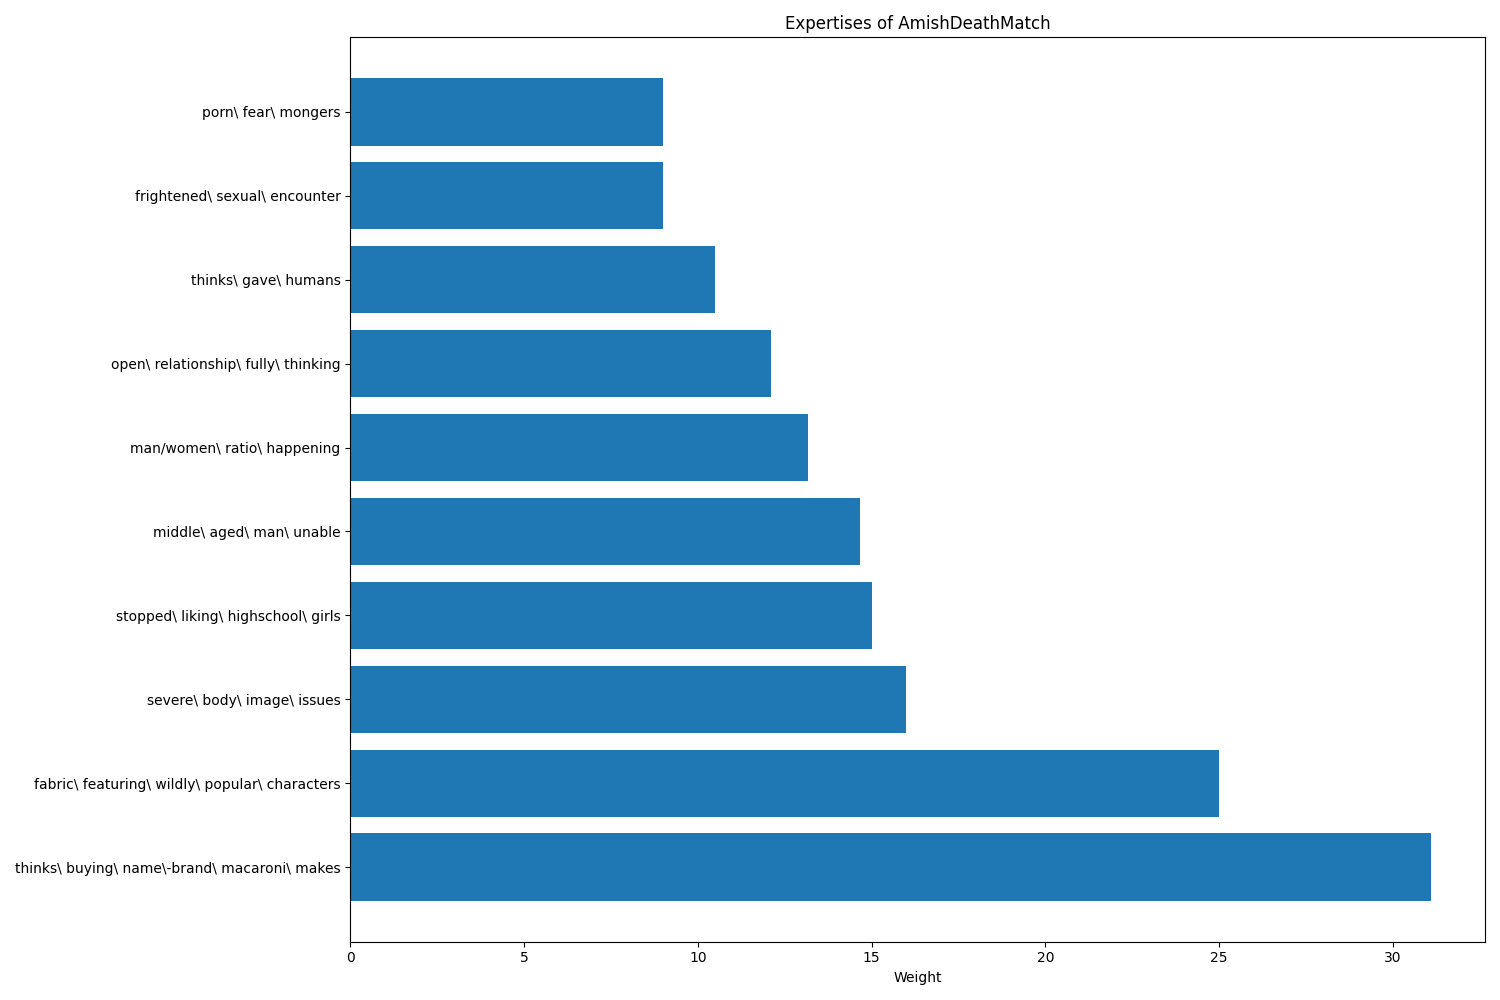 Expertises of AmishDeathMatch
porn\ fear\ mongers
frightened\ sexual\ encounter
thinks\ gave\ humans
open\ relationship\ fully\ thinking
man/women\ ratio\ happening
middle\ aged\ man\ unable
stopped\ liking\ highschool\ girls
severe\ body\ image\ issues
fabric\ featuring\ wildly\ popular\ characters
thinks\ buying\ name\-brand\ macaroni\ makes
0 5 10 15 20 25 30
Weight